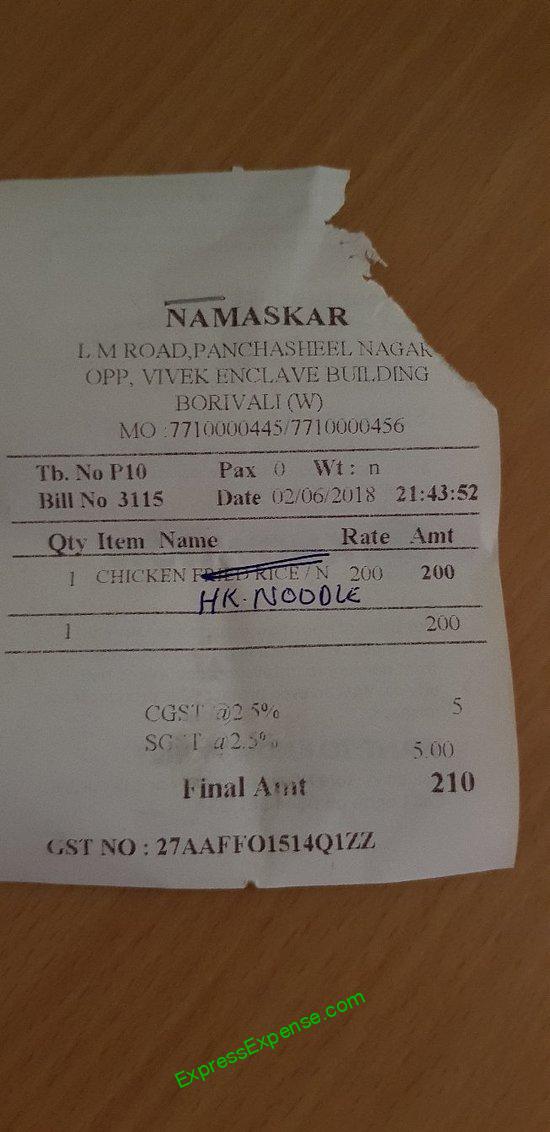 NAMASKAR
L M ROAD,PANCHASHEEL NAGAR
OPP, VIVEK ENCLAVE BUILDING
BORIVALI (W)
MO :7710000445/7710000456
Tb. No P10 Pax 0 Wt : n
Bill No 3115 Date 02/06/2018 21:43:52
Qty Item Name Rate Amt
1 CHICKEN FRIED RICE / N 200 200
HK. NOODLE
1 200
CGST @2.5% 5
SGST @2.5% 5.00
Final Amt 210
GST NO : 27AAFFO1514Q1ZZ
ExpressExpense.com